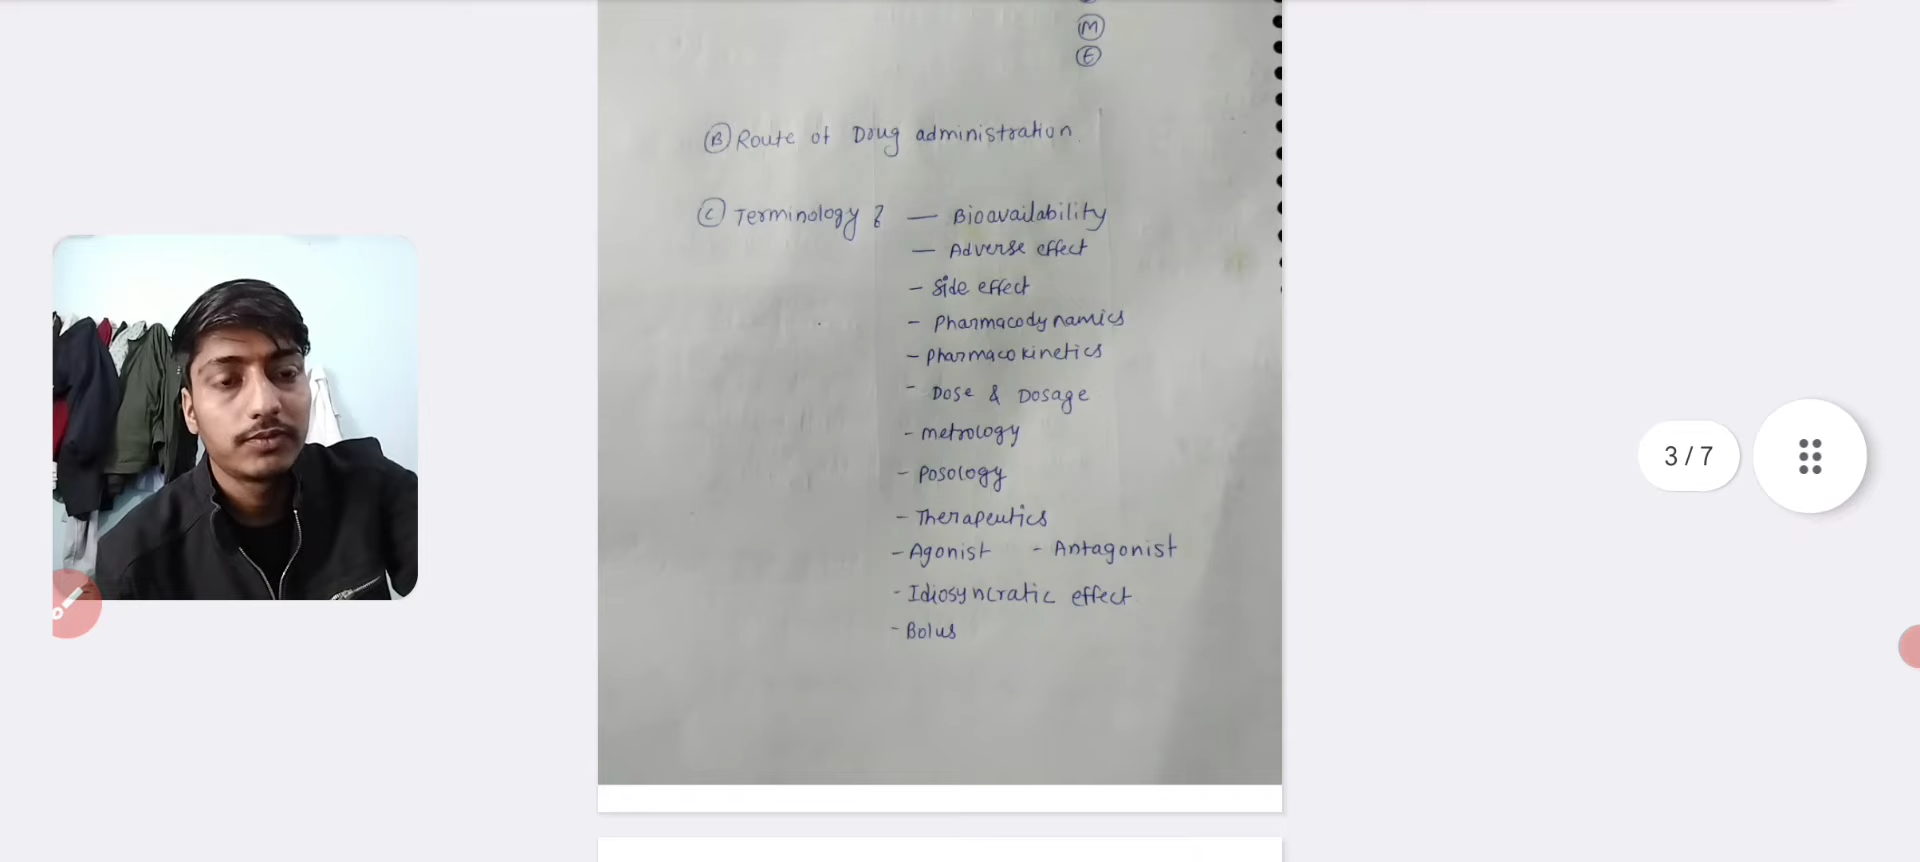 M
E
B Route of Drug administration.
C Terminology ? — Bioavailability
— Adverse effect
- Side effect
- Pharmacodynamics
- Pharmacokinetics
- Dose & Dosage
- Metrology
- Posology
- Therapeutics
- Agonist - Antagonist
- Idiosyncratic effect
- Bolus
3 / 7